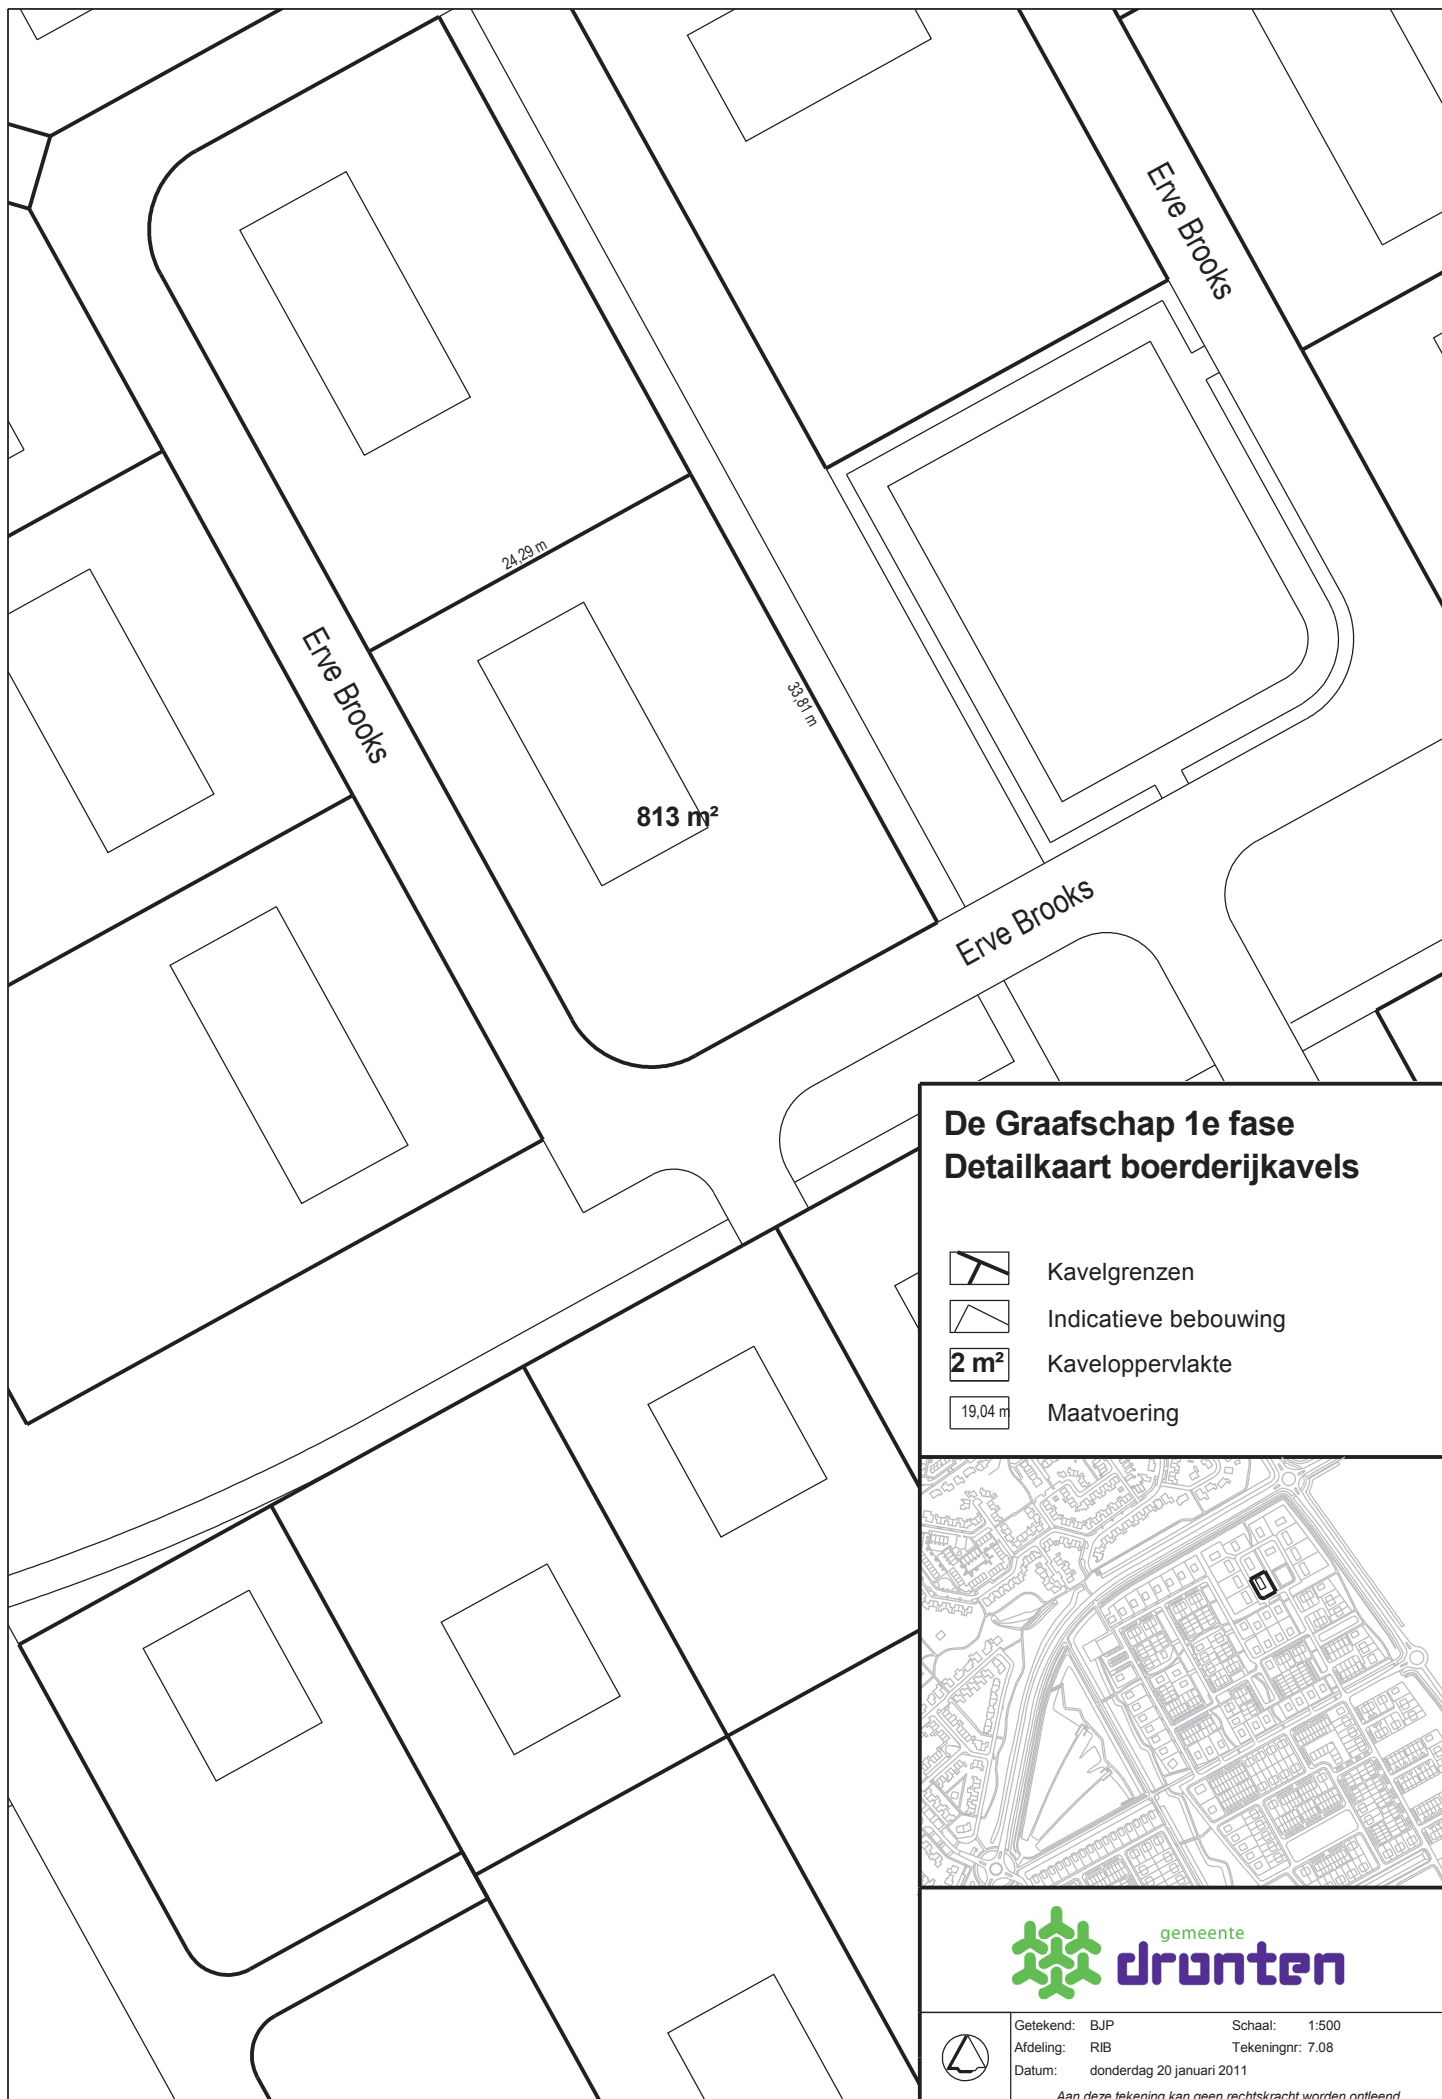 Erve Brooks
24,29 m
Erve Brooks
33,81 m
813 m²
Erve Brooks
De Graafschap 1e fase
Detailkaart boerderijkavels
Kavelgrenzen
Indicatieve bebouwing
2 m² Kaveloppervlakte
19,04 m Maatvoering
gemeente
dronten
Getekend: BJP Schaal: 1:500
Afdeling: RIB Tekeningnr: 7.08
Datum: donderdag 20 januari 2011
Aan deze tekening kan geen rechtskracht worden ontleend